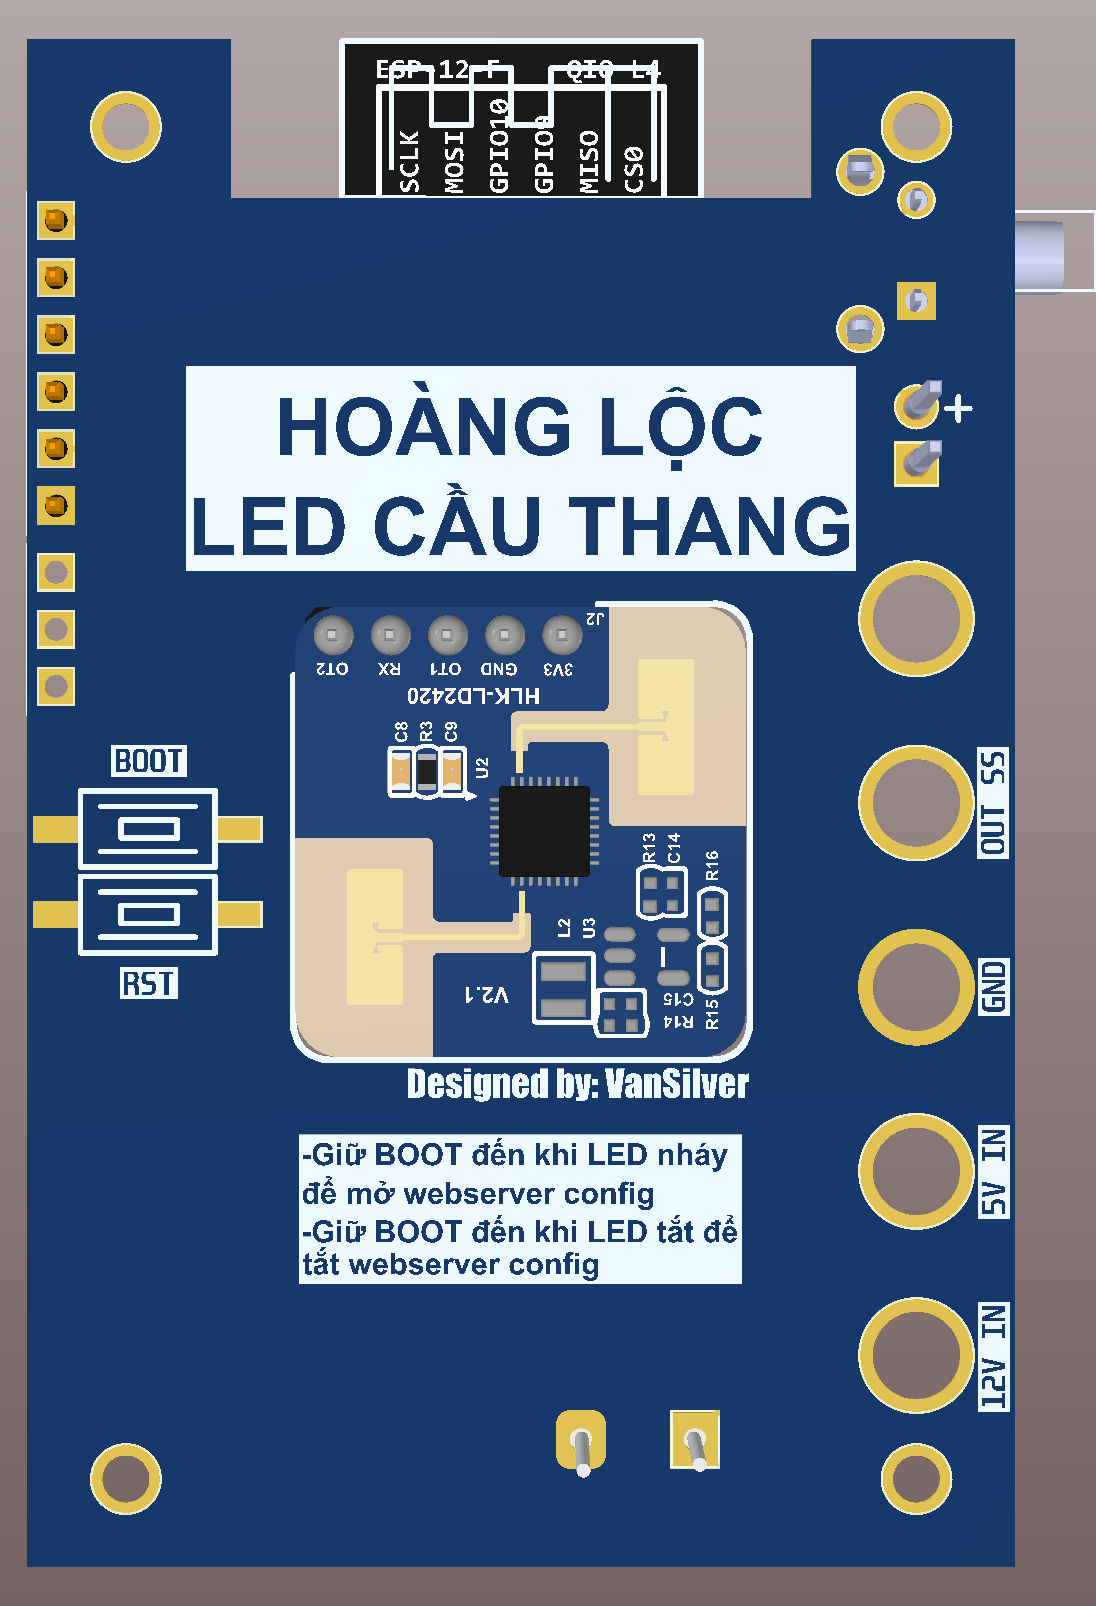 ESP-12-F QIO L4
SCLK
MOSI
GPIO10
GPIO9
MISO
CS0
+
HOÀNG LỘC
LED CẦU THANG
J2
OT2 RX OT1 GND 3V3
HLK-LD2420
C8 R3 C9
U2
BOOT
RST
R13 C14
R16
L2 U3
V2.1
C15
R14
R15
OUT SS
GND
5V IN
12V IN
Designed by: VanSilver
-Giữ BOOT đến khi LED nháy
để mở webserver config
-Giữ BOOT đến khi LED tắt để
tắt webserver config